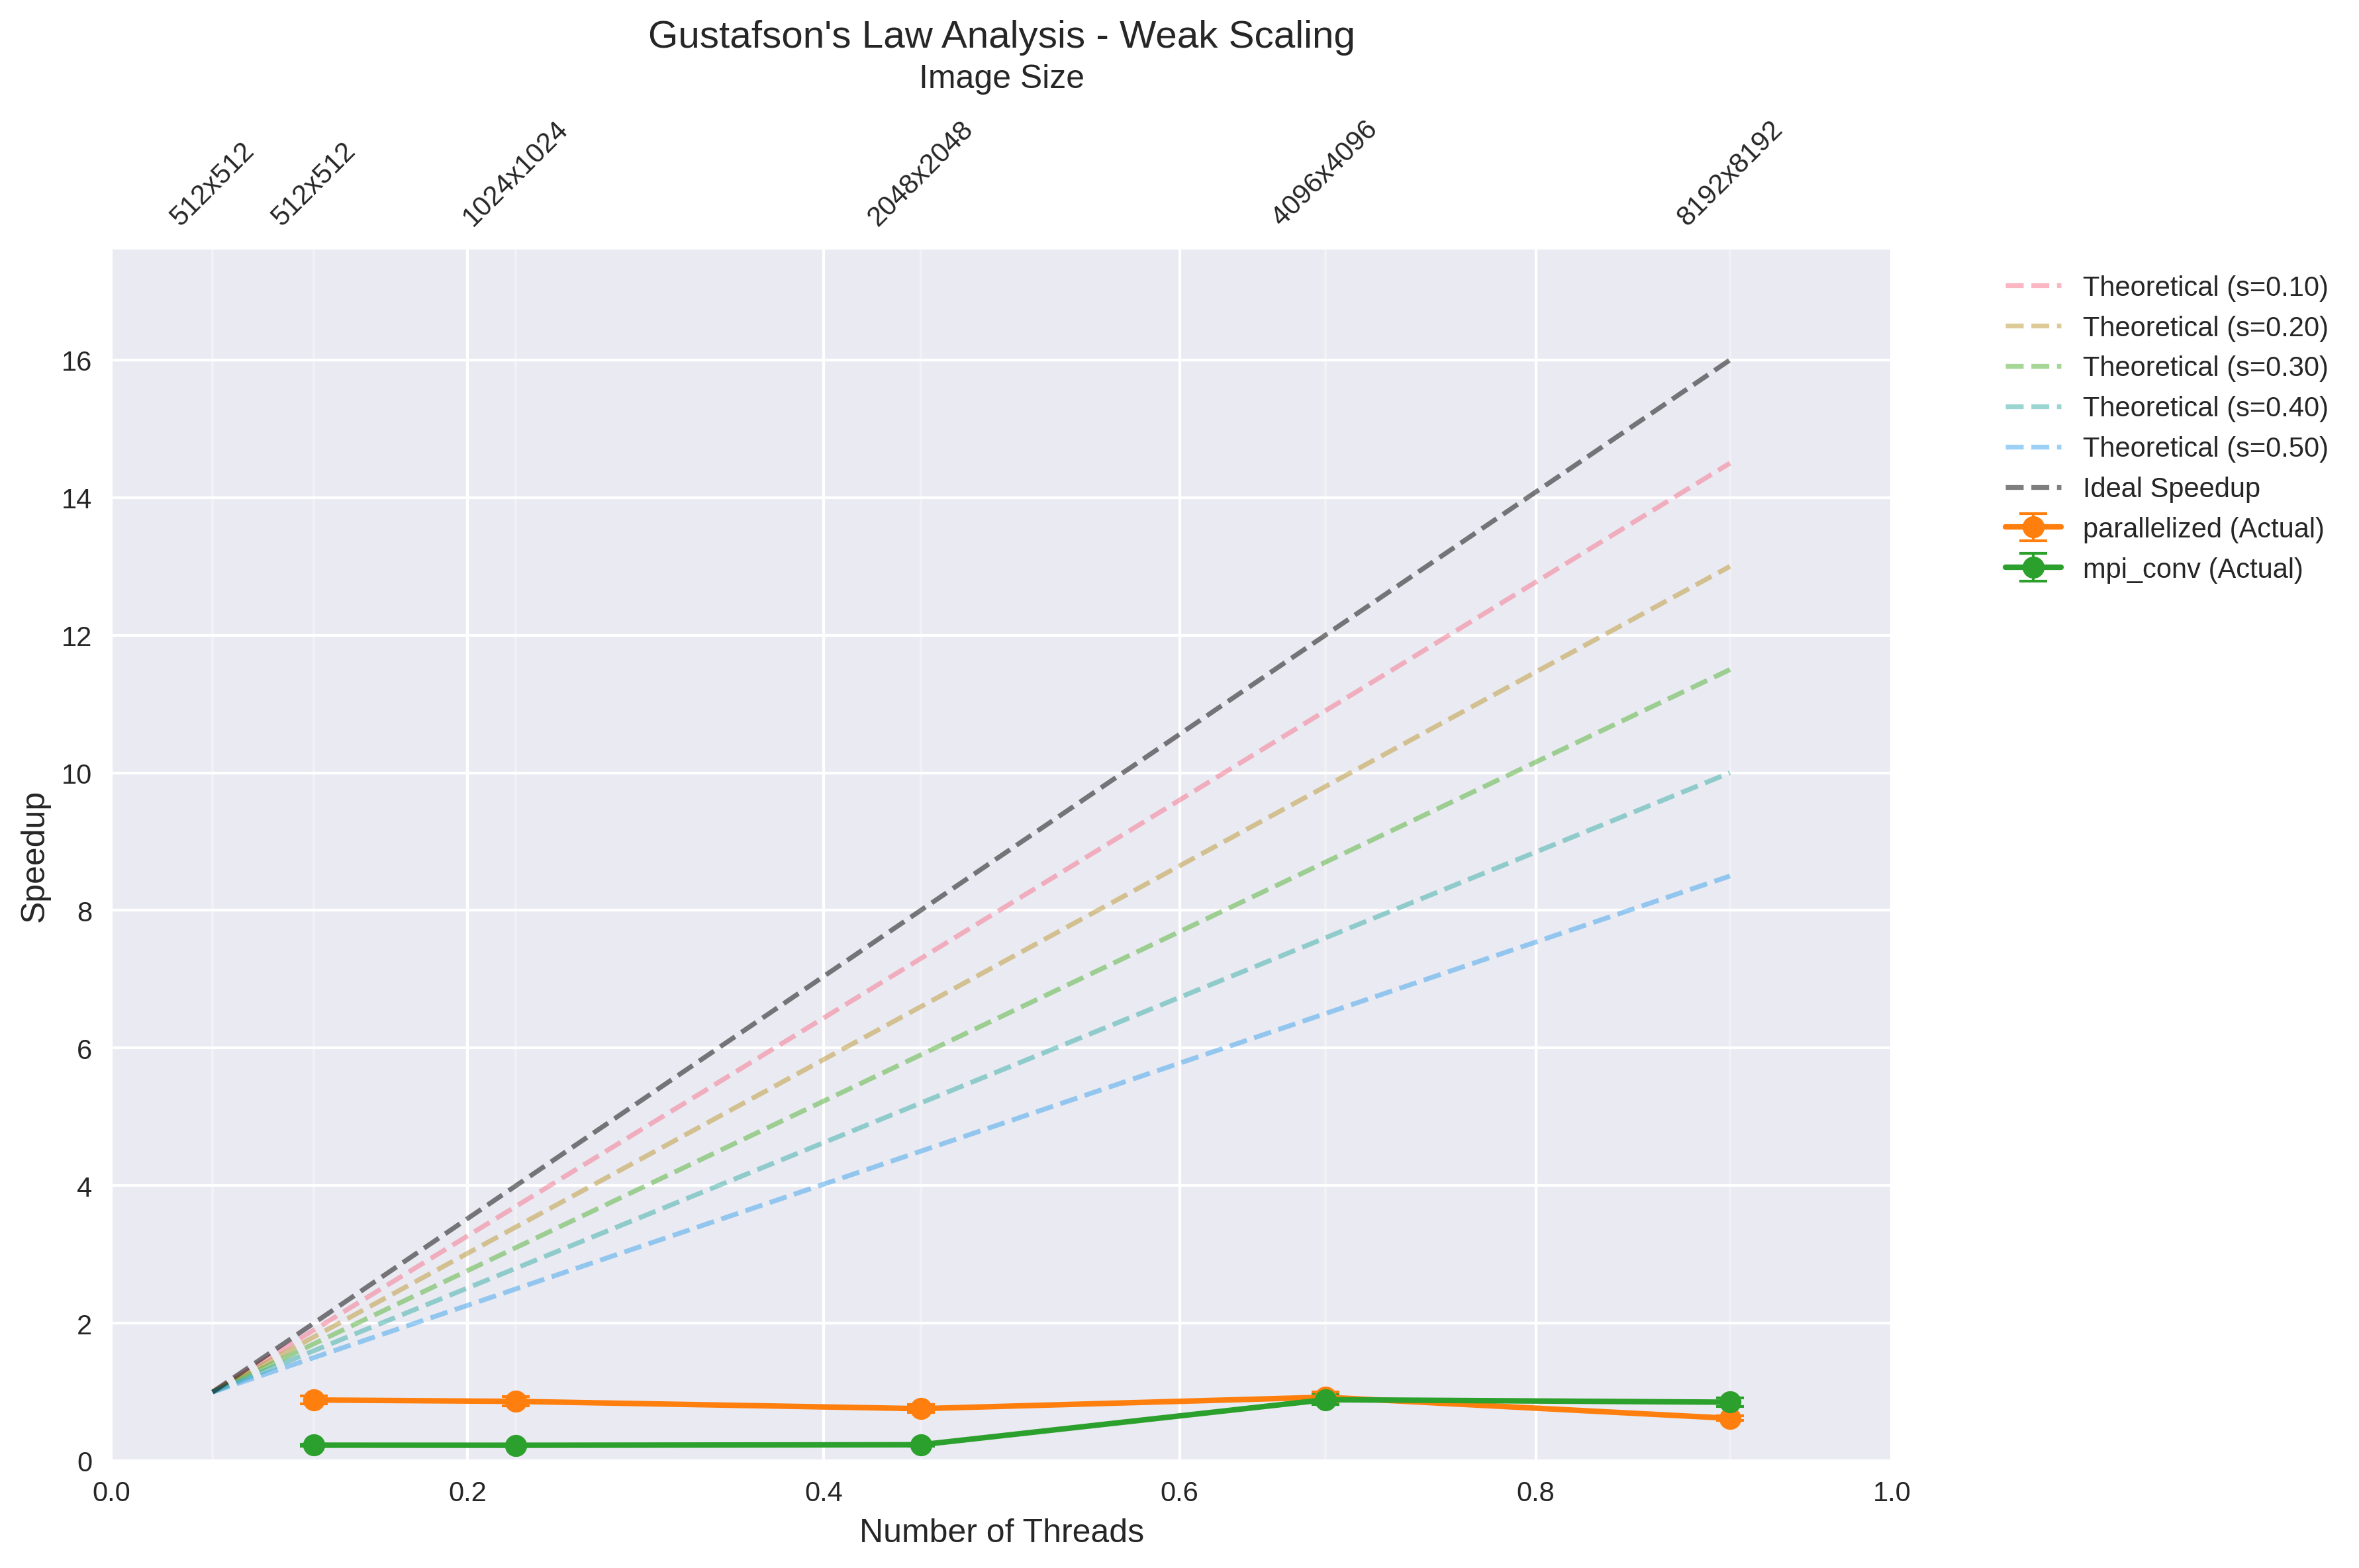 Gustafson's Law Analysis - Weak Scaling
Image Size
512x512
512x512
1024x1024
2048x2048
4096x4096
8192x8192
Theoretical (s=0.10)
Theoretical (s=0.20)
Theoretical (s=0.30)
Theoretical (s=0.40)
Theoretical (s=0.50)
Ideal Speedup
parallelized (Actual)
mpi_conv (Actual)
Speedup
16
14
12
10
8
6
4
2
0
0.0 0.2 0.4 0.6 0.8 1.0
Number of Threads